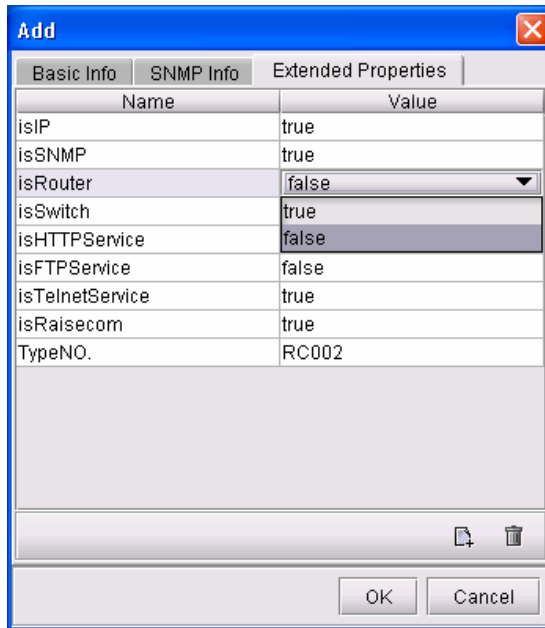 Add
Basic Info SNMP Info Extended Properties
Name Value
isIP true
isSNMP true
isRouter false
isSwitch true
isHTTPService false
isFTPService false
isTelnetService true
isRaisecom true
TypeNO. RC002
OK Cancel